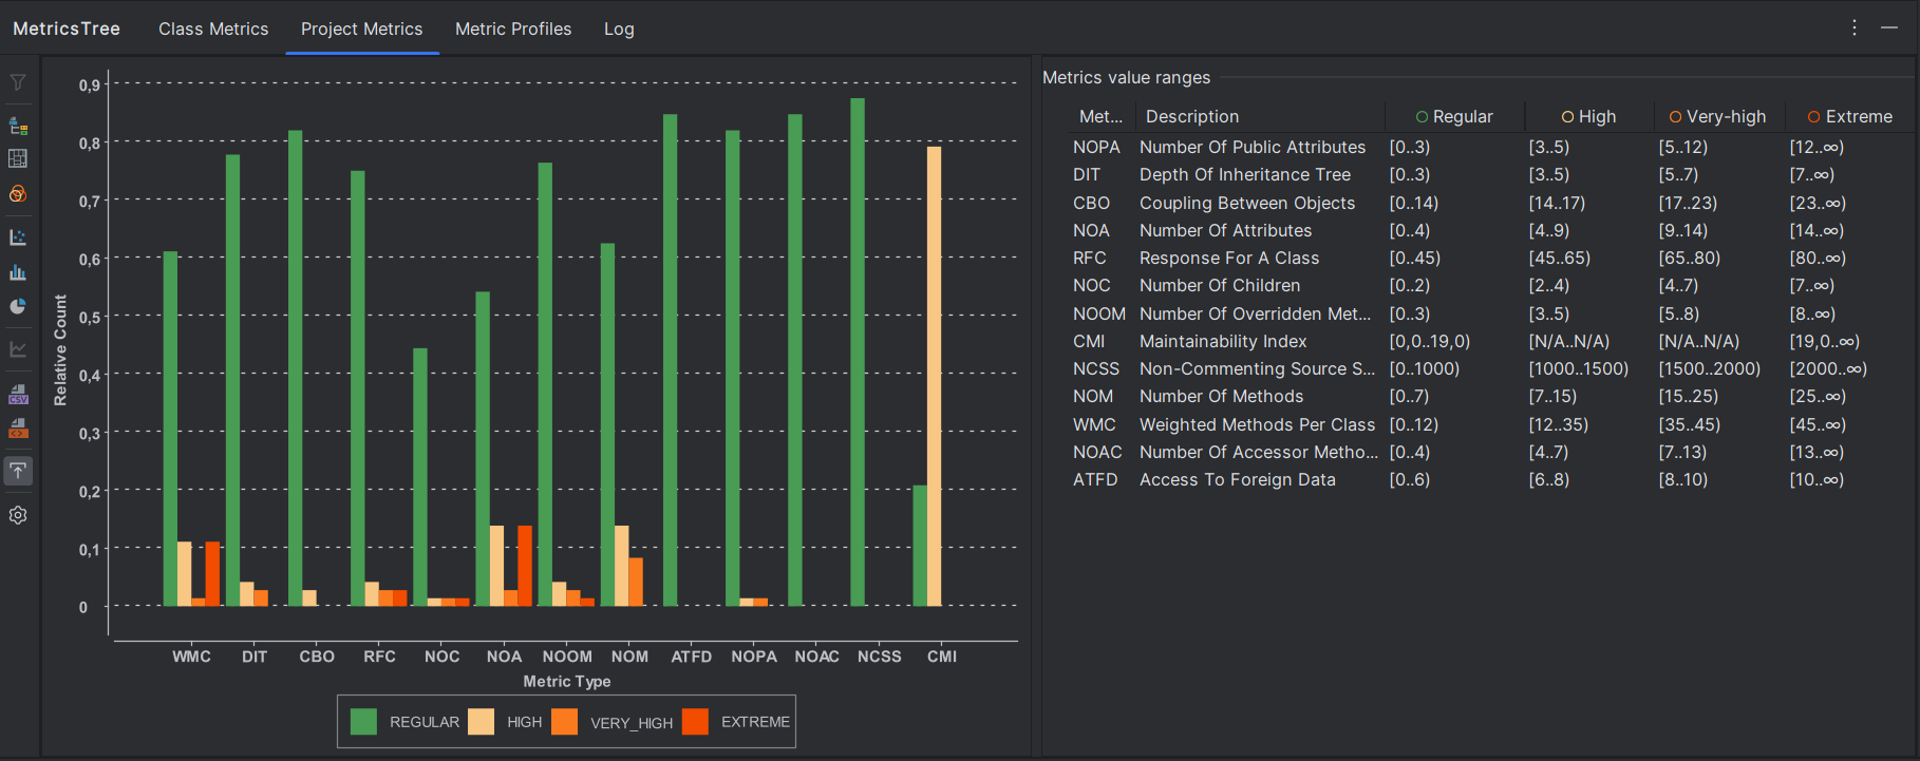 MetricsTree Class Metrics Project Metrics Metric Profiles Log
0,9
0,8
0,7
0,6
0,5
0,4
0,3
0,2
0,1
0
Relative Count
WMC DIT CBO RFC NOC NOA NOOM NOM ATFD NOPA NOAC NCSS CMI
Metric Type
REGULAR HIGH VERY_HIGH EXTREME
CSV
Metrics value ranges
Met... Description Regular High Very-high Extreme
NOPA Number Of Public Attributes [0..3) [3..5) [5..12) [12..∞)
DIT Depth Of Inheritance Tree [0..3) [3..5) [5..7) [7..∞)
CBO Coupling Between Objects [0..14) [14..17) [17..23) [23..∞)
NOA Number Of Attributes [0..4) [4..9) [9..14) [14..∞)
RFC Response For A Class [0..45) [45..65) [65..80) [80..∞)
NOC Number Of Children [0..2) [2..4) [4..7) [7..∞)
NOOM Number Of Overridden Met... [0..3) [3..5) [5..8) [8..∞)
CMI Maintainability Index [0,0..19,0) [N/A..N/A) [N/A..N/A) [19,0..∞)
NCSS Non-Commenting Source S... [0..1000) [1000..1500) [1500..2000) [2000..∞)
NOM Number Of Methods [0..7) [7..15) [15..25) [25..∞)
WMC Weighted Methods Per Class [0..12) [12..35) [35..45) [45..∞)
NOAC Number Of Accessor Metho... [0..4) [4..7) [7..13) [13..∞)
ATFD Access To Foreign Data [0..6) [6..8) [8..10) [10..∞)